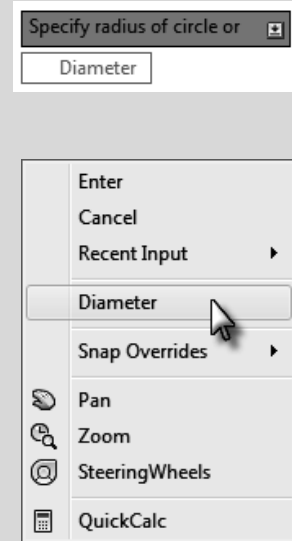 Specify radius of circle or
Diameter
Enter
Cancel
Recent Input
Diameter
Snap Overrides
Pan
Zoom
SteeringWheels
QuickCalc